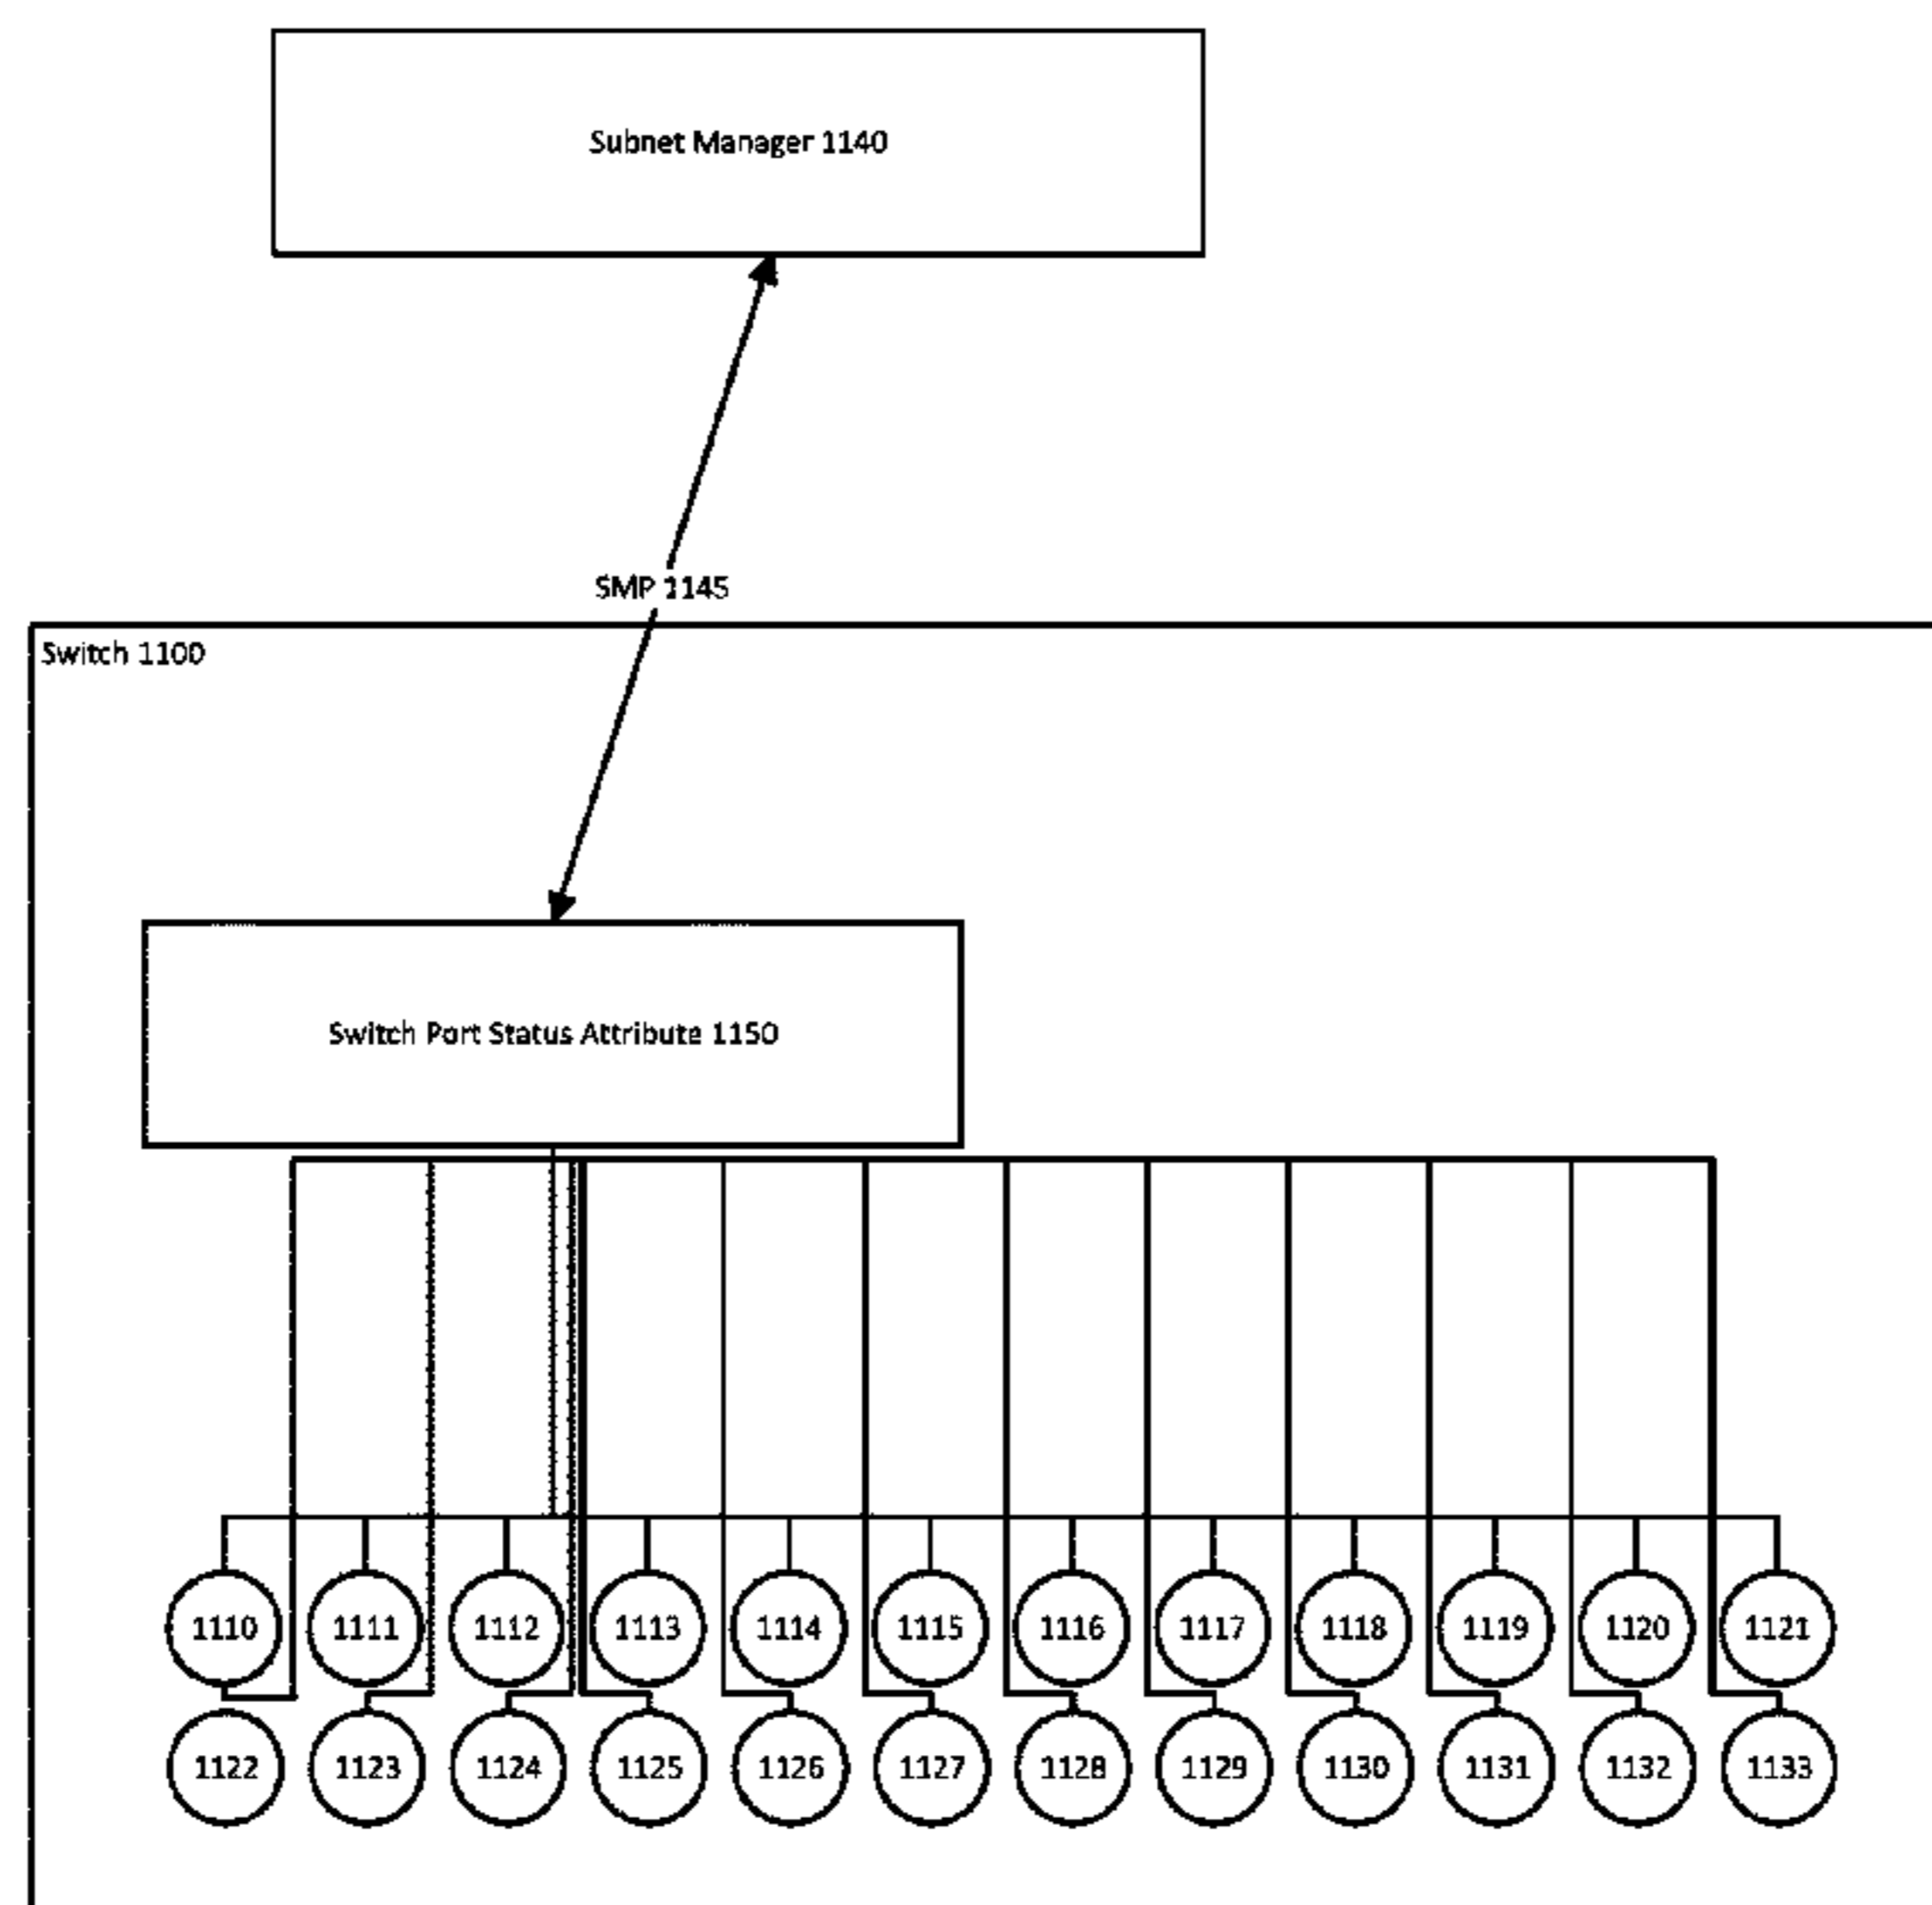 Subnet Manager 1140
SMP 1145
Switch 1100
Switch Port Status Attribute 1150
1110 1111 1112 1113 1114 1115 1116 1117 1118 1119 1120 1121
1122 1123 1124 1125 1126 1127 1128 1129 1130 1131 1132 1133